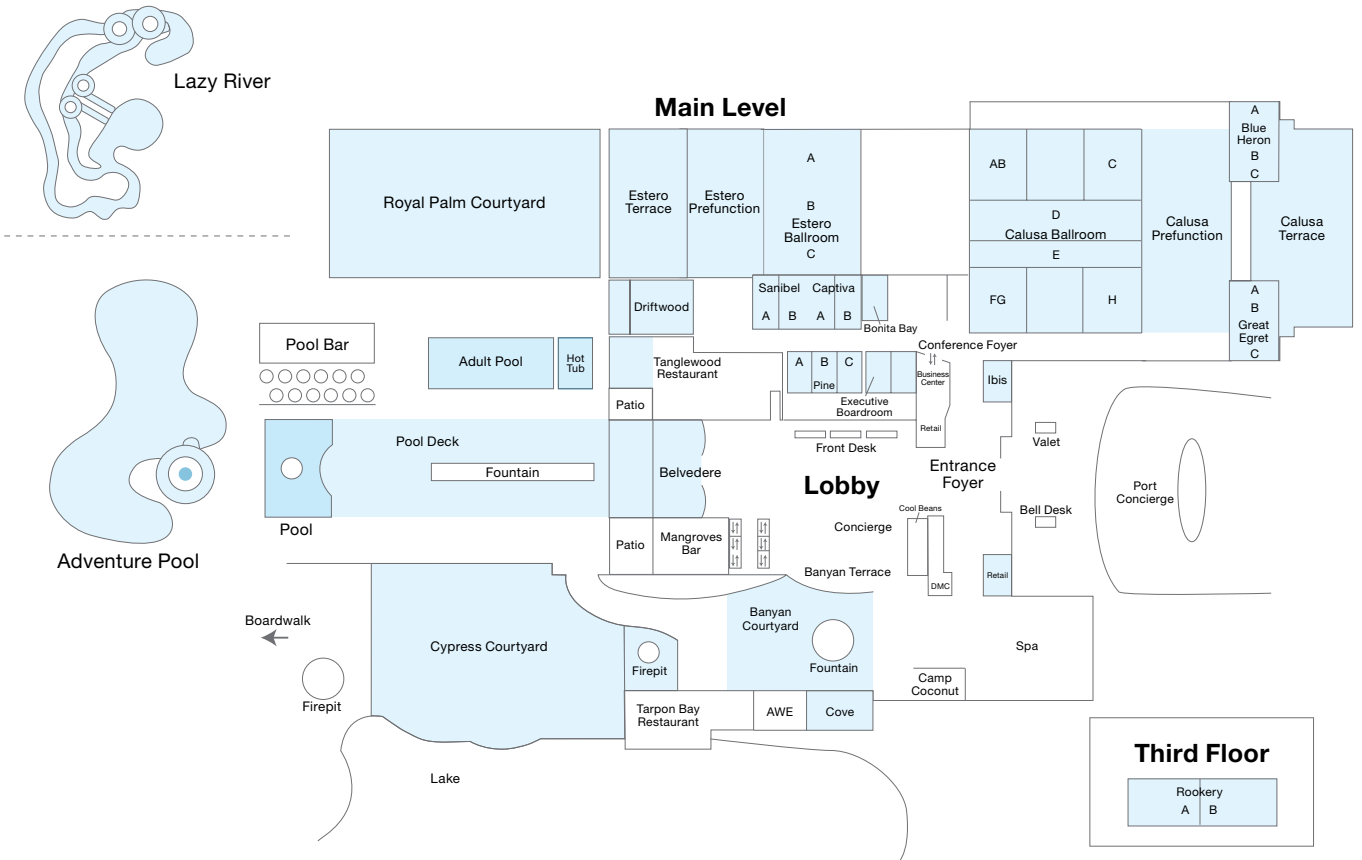 Lazy River
Main Level
Royal Palm Courtyard
Estero
Terrace
Estero
Prefunction
A
B
Estero
Ballroom
C
AB
C
D
Calusa Ballroom
E
FG
H
Calusa
Prefunction
A
Blue
Heron
B
C
Calusa
Terrace
A
B
Great
Egret
C
Driftwood
Sanibel
Captiva
A
B
A
B
Bonita Bay
Conference Foyer
Pool Bar
Adult Pool
Hot
Tub
Tanglewood
Restaurant
Patio
A
B
C
Pine
Executive
Boardroom
Business
Center
Retail
Ibis
Front Desk
Pool Deck
Fountain
Belvedere
Pool
Lobby
Entrance
Foyer
Valet
Bell Desk
Port
Concierge
Adventure Pool
Patio
Mangroves
Bar
Concierge
Cool Beans
Banyan Terrace
DMC
Retail
Boardwalk
Firepit
Cypress Courtyard
Firepit
Banyan
Courtyard
Fountain
Spa
Camp
Coconut
Tarpon Bay
Restaurant
AWE
Cove
Lake
Third Floor
Rookery
A
B